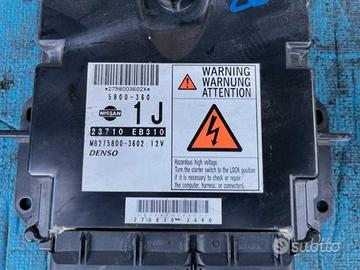 *2758003602X*
5800-360
NISSAN
1J
23710 EB310
MB275800-3602 12V
DENSO
WARNING
WARNUNG
ATTENTION
Hazardous high voltage.
Turn the starter switch to the LOCK position
if it is necessary to check or repair the
computer, harness, or connectors.
275830-3490
subito